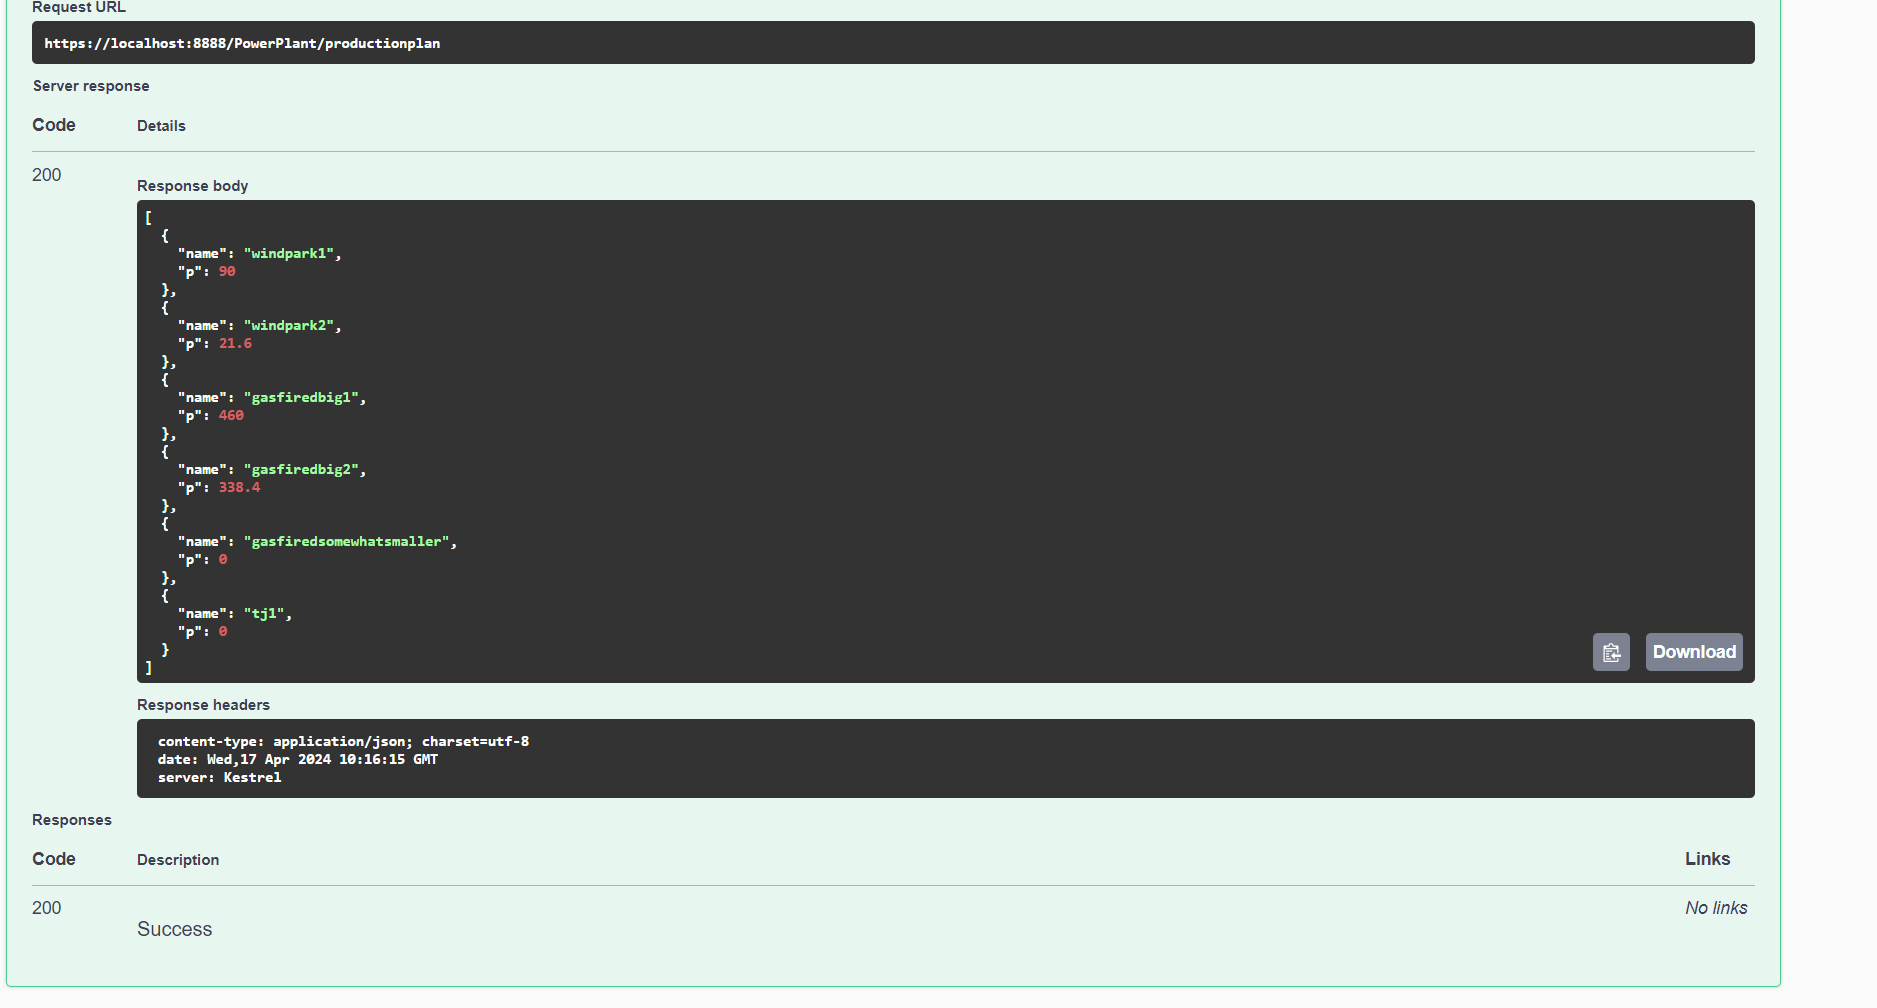 Request URL
https://localhost:8888/PowerPlant/productionplan
Server response
Code Details
200
Response body
[
  {
    "name": "windpark1",
    "p": 90
  },
  {
    "name": "windpark2",
    "p": 21.6
  },
  {
    "name": "gasfiredbig1",
    "p": 460
  },
  {
    "name": "gasfiredbig2",
    "p": 338.4
  },
  {
    "name": "gasfiredsomewhatsmaller",
    "p": 0
  },
  {
    "name": "tj1",
    "p": 0
  }
]
Download
Response headers
content-type: application/json; charset=utf-8
date: Wed,17 Apr 2024 10:16:15 GMT
server: Kestrel
Responses
Code Description Links
200 No links
Success